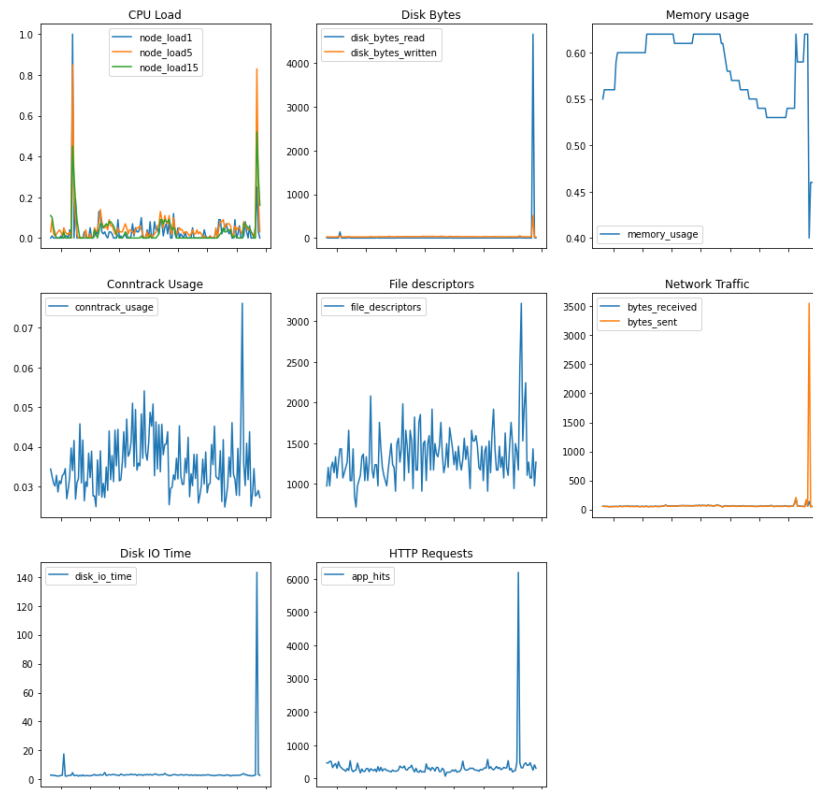 CPU Load
node_load1
node_load5
node_load15
1.0
0.8
0.6
0.4
0.2
0.0
Disk Bytes
disk_bytes_read
disk_bytes_written
4000
3000
2000
1000
0
Memory usage
0.60
0.55
0.50
0.45
0.40
memory_usage
Conntrack Usage
conntrack_usage
0.07
0.06
0.05
0.04
0.03
File descriptors
file_descriptors
3000
2500
2000
1500
1000
Network Traffic
bytes_received
bytes_sent
3500
3000
2500
2000
1500
1000
500
0
Disk IO Time
disk_io_time
140
120
100
80
60
40
20
0
HTTP Requests
app_hits
6000
5000
4000
3000
2000
1000
0